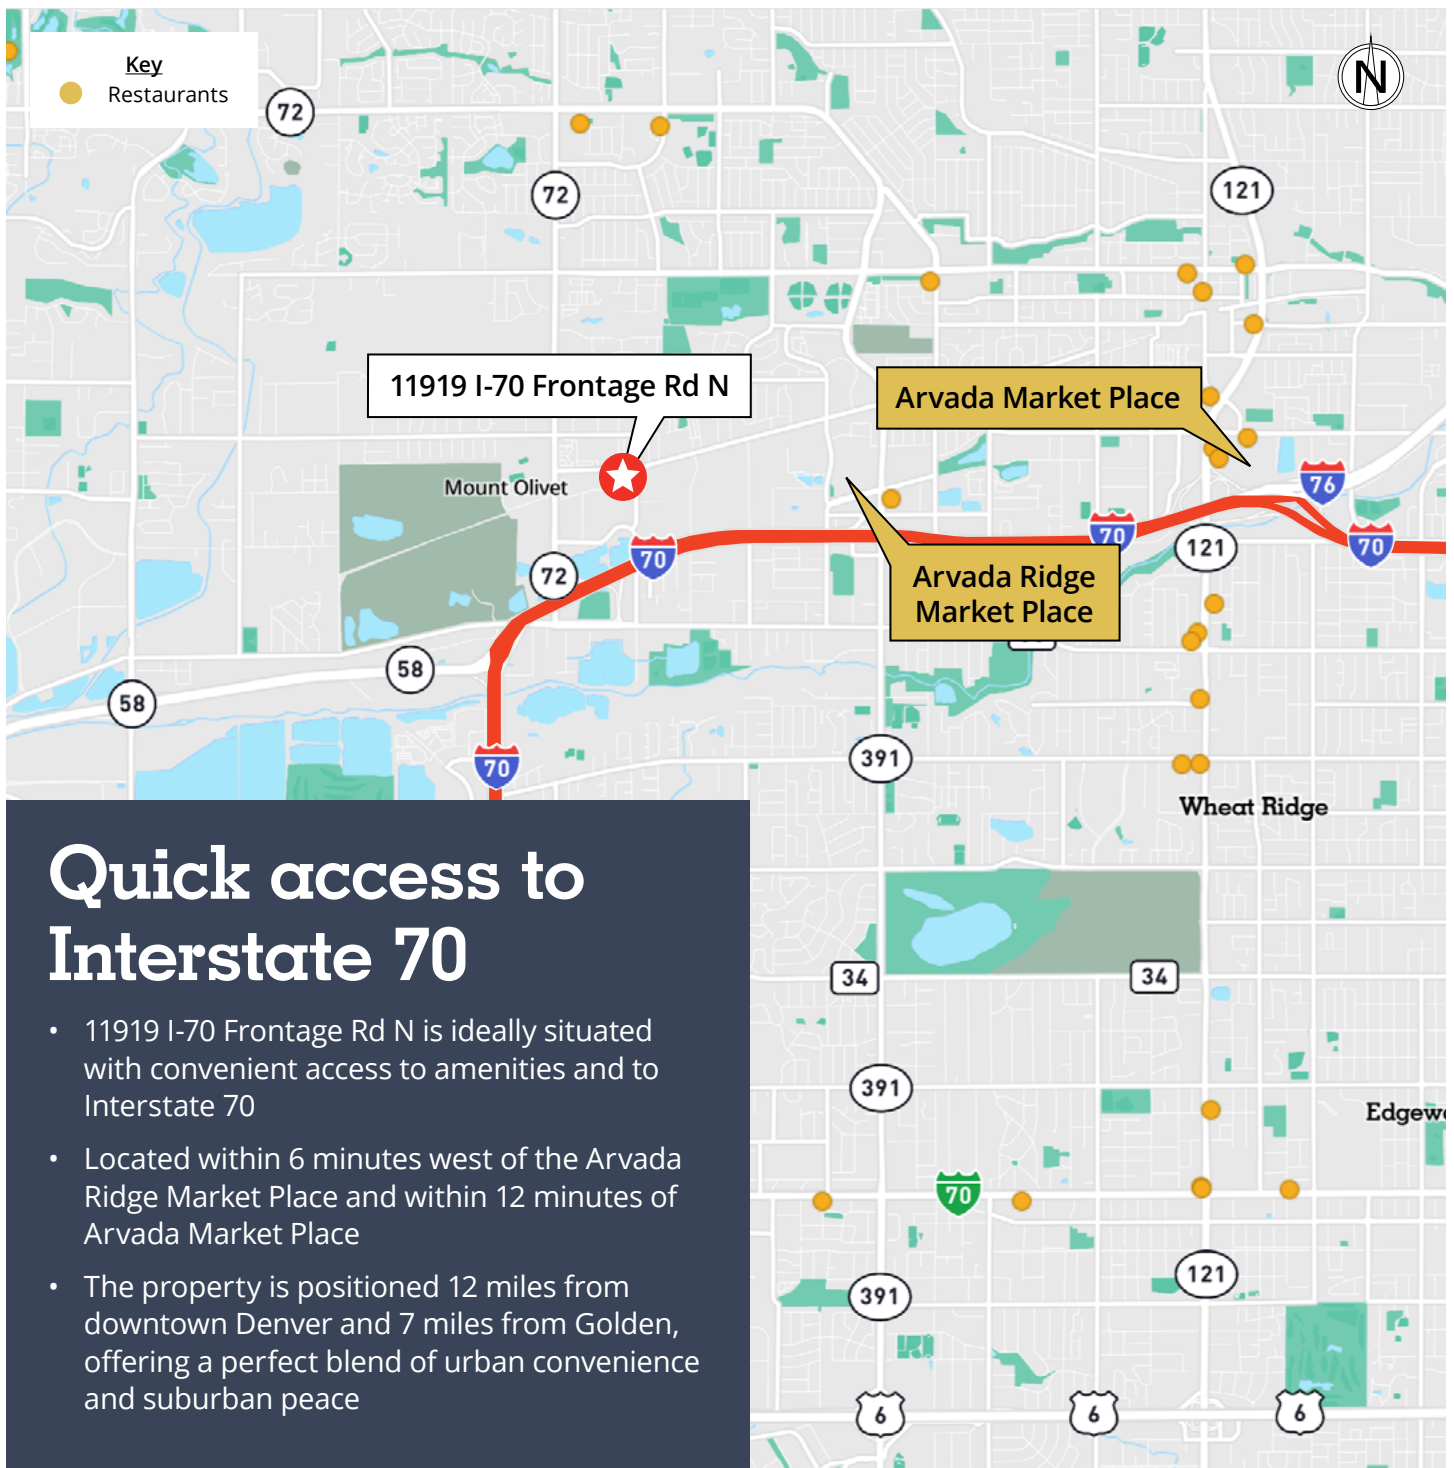 Key
Restaurants
N
72
72
121
11919 I-70 Frontage Rd N
Arvada Market Place
Mount Olivet
76
70
70
121
70
72
Arvada Ridge
Market Place
58
58
391
70
Wheat Ridge
Quick access to
Interstate 70
• 11919 I-70 Frontage Rd N is ideally situated
with convenient access to amenities and to
Interstate 70
• Located within 6 minutes west of the Arvada
Ridge Market Place and within 12 minutes of
Arvada Market Place
• The property is positioned 12 miles from
downtown Denver and 7 miles from Golden,
offering a perfect blend of urban convenience
and suburban peace
34
34
391
Edgew
70
121
391
6
6
6